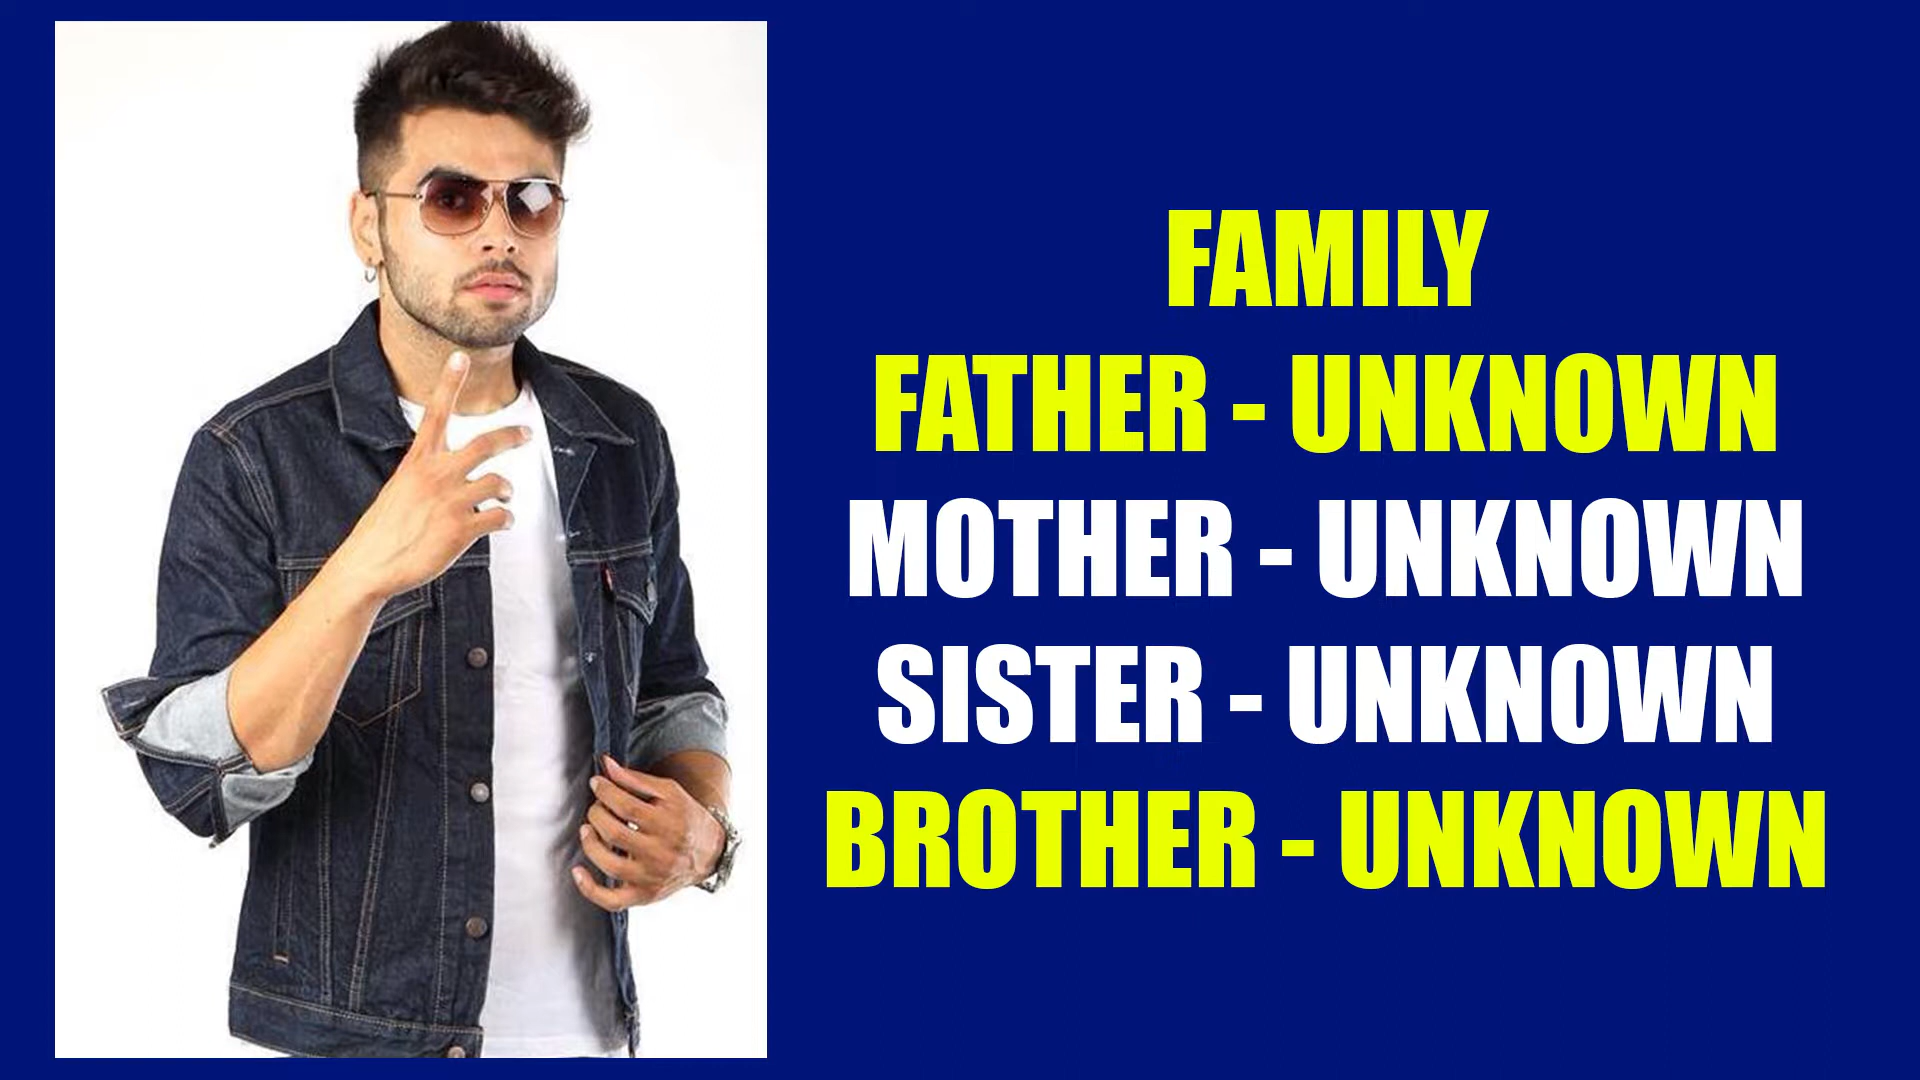 FAMILY
FATHER - UNKNOWN
MOTHER - UNKNOWN
SISTER - UNKNOWN
BROTHER - UNKNOWN